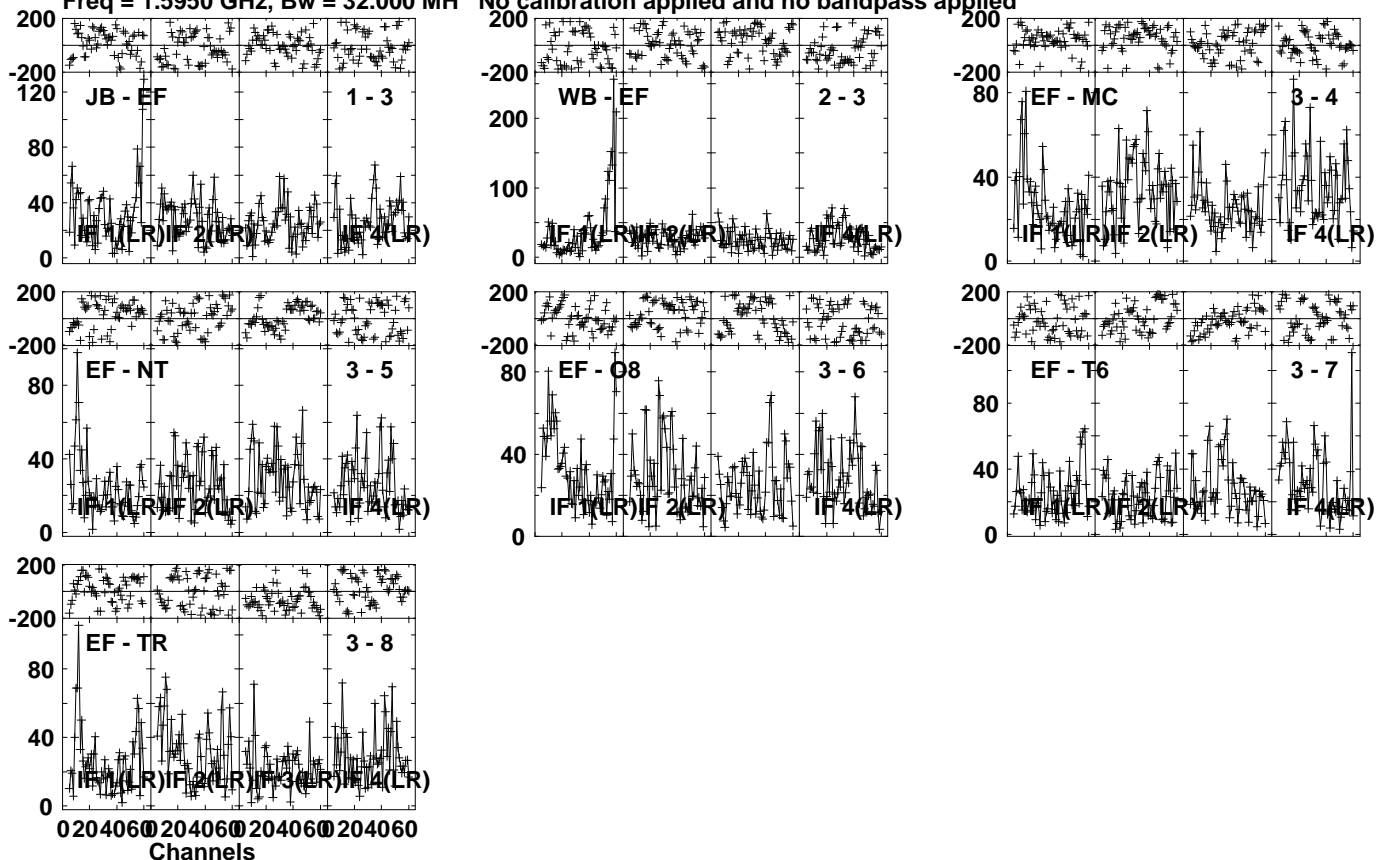 Freq = 1.5950 GHz, Bw = 32.000 MH No calibration applied and no bandpass applied
200 200 200
-200 -200 -200
JB - EF 1 - 3 WB - EF 2 - 3 EF - MC 3 - 4
120 80 40 0
200 100 0
80 40 0
IF 1(LR) IF 2(LR) IF 4(LR) IF 1(LR) IF 2(LR) IF 4(LR) IF 1(LR) IF 2(LR) IF 4(LR)
200 200 200
-200 -200 -200
EF - NT 3 - 5 EF - O8 3 - 6 EF - T6 3 - 7
80 40 0
80 40 0
80 40 0
IF 1(LR) IF 2(LR) IF 4(LR) IF 1(LR) IF 2(LR) IF 4(LR) IF 1(LR) IF 2(LR) IF 4(LR)
200
-200
EF - TR 3 - 8
80
40
IF 1(LR) IF 2(LR) IF 3(LR) IF 4(LR)
0
0 20 40 60 0 20 40 60 0 20 40 60 0 20 40 60
Channels